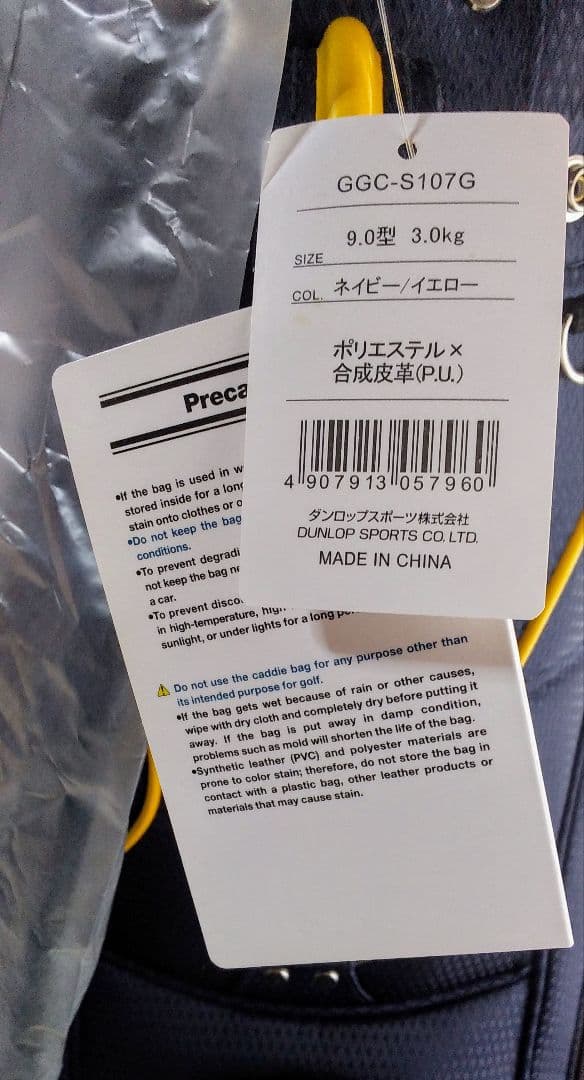 GGC-S107G
9.0型 3.0kg
SIZE
COL. ネイビー/イエロー
ポリエステル×
合成皮革(P.U.)
4 907913 057960
ダンロップスポーツ株式会社
DUNLOP SPORTS CO. LTD.
MADE IN CHINA
•If the bag is used in
stored inside for a long
stain onto clothes or
•Do not keep the bag
conditions.
•To prevent
not keep the bag
a car.
•To prevent
in high-temperature,
sunlight, or under lights for a long
Do not use the caddie bag for any purpose other than
its intended purpose for golf.
•If the bag gets wet because of rain or other causes,
wipe with dry cloth and completely dry before putting it
away. If the bag is put away in damp condition,
problems such as mold will shorten the life of the bag.
•Synthetic leather (PVC) and polyester materials are
prone to color stain; therefore, do not store the bag in
contact with a plastic bag, other leather products or
materials that may cause stain.